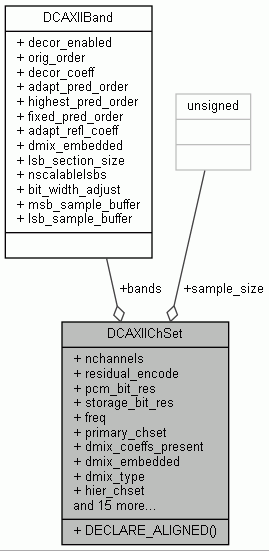 DCAXllBand
+ decor_enabled
+ orig_order
+ decor_coeff
+ adapt_pred_order
+ highest_pred_order
+ fixed_pred_order
+ adapt_refl_coeff
+ dmix_embedded
+ lsb_section_size
+ nscalablelsbs
+ bit_width_adjust
+ msb_sample_buffer
+ lsb_sample_buffer
unsigned
+bands
+sample_size
DCAXllChSet
+ nchannels
+ residual_encode
+ pcm_bit_res
+ storage_bit_res
+ freq
+ primary_chset
+ dmix_coeffs_present
+ dmix_embedded
+ dmix_type
+ hier_chset
and 15 more...
+ DECLARE_ALIGNED()